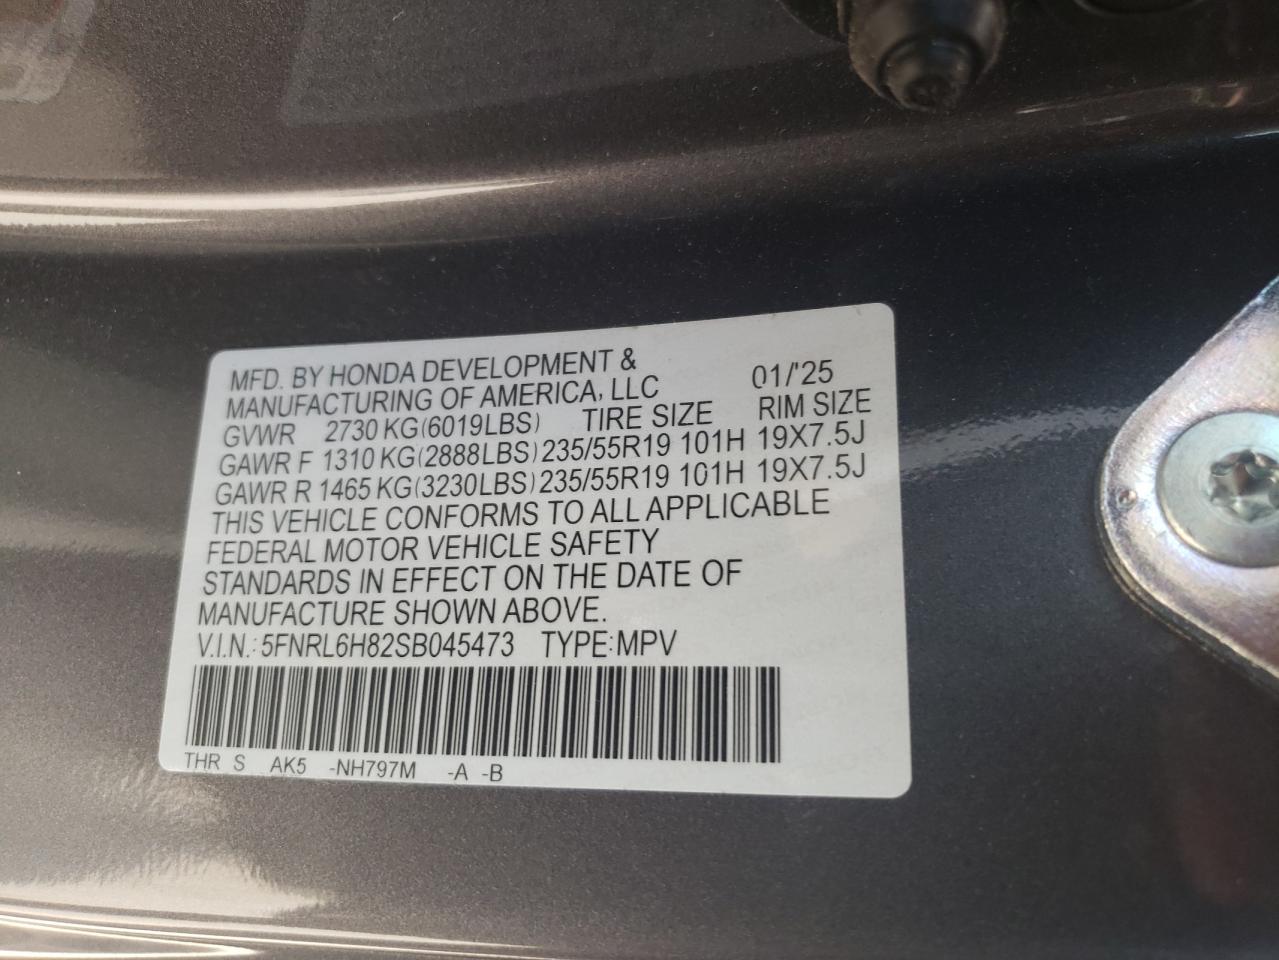 MFD. BY HONDA DEVELOPMENT &
MANUFACTURING OF AMERICA, LLC 01/'25
GVWR 2730 KG(6019LBS) TIRE SIZE RIM SIZE
GAWR F 1310 KG(2888LBS) 235/55R19 101H 19X7.5J
GAWR R 1465 KG(3230LBS) 235/55R19 101H 19X7.5J
THIS VEHICLE CONFORMS TO ALL APPLICABLE
FEDERAL MOTOR VEHICLE SAFETY
STANDARDS IN EFFECT ON THE DATE OF
MANUFACTURE SHOWN ABOVE.
V.I.N.: 5FNRL6H82SB045473 TYPE:MPV
THR S AK5 -NH797M -A -B